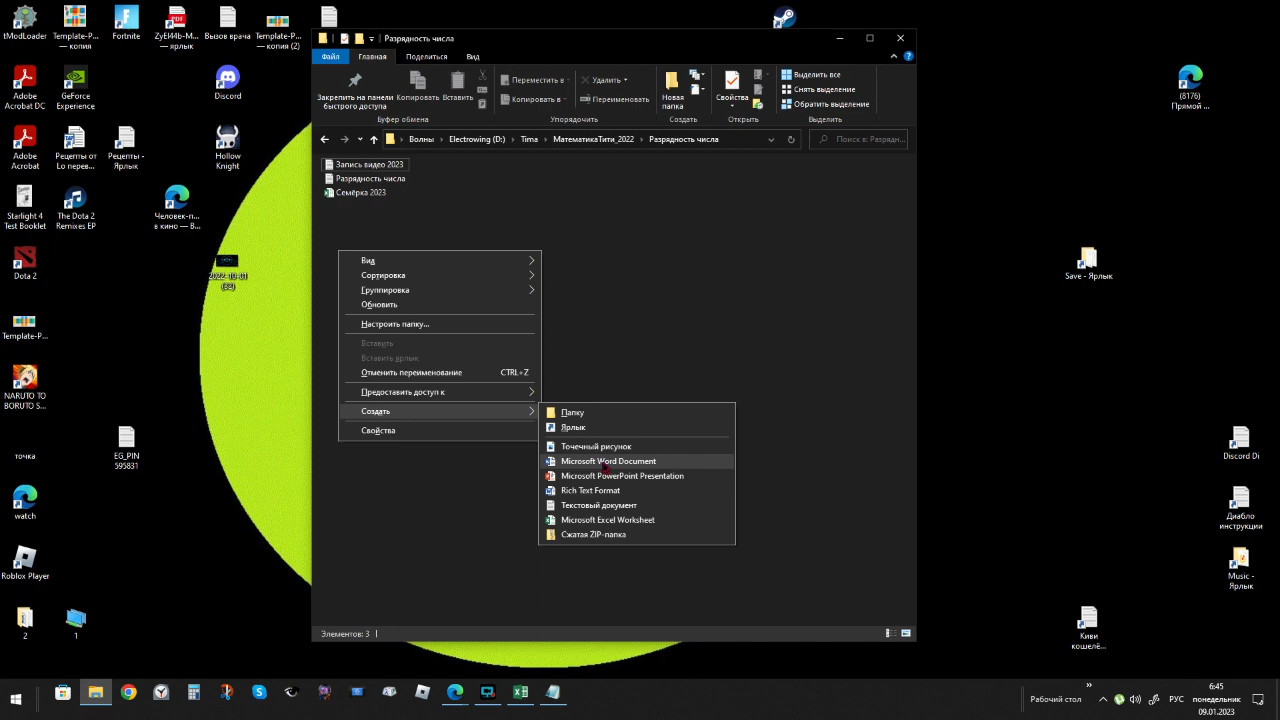 tModLoader
Template-P... — копия
Fortnite
ZyEI44b-M... — ярлык
Вызов врача
Template-P... — копия (2)
Adobe Acrobat DC
GeForce Experience
Discord
Adobe Acrobat
Рецепты от Lo перев...
Рецепты - Ярлык
Hollow Knight
Starlight 4 Test Booklet
The Dota 2 Remixes EP
Человек-п... в кино — В...
Dota 2
2022-10-01 (32)
Template-P...
NARUTO TO BORUTO S...
точка
EG_PIN 595831
watch
Roblox Player
2
1
Разрядность числа
Файл
Главная
Поделиться
Вид
Закрепить на панели быстрого доступа
Копировать
Вставить
Переместить в
Копировать в
Удалить
Переименовать
Новая папка
Свойства
Выделить все
Снять выделение
Обратить выделение
Буфер обмена
Упорядочить
Создать
Открыть
Выделить
Волны
Electrowing (D:)
Tima
МатематикаТити_2022
Разрядность числа
Поиск в: Разрядн...
Запись видео 2023
Разрядность числа
Семёрка 2023
Вид
Сортировка
Группировка
Обновить
Настроить папку...
Вставить
Вставить ярлык
Отменить переименование CTRL+Z
Предоставить доступ к
Создать
Свойства
Папку
Ярлык
Точечный рисунок
Microsoft Word Document
Microsoft PowerPoint Presentation
Rich Text Format
Текстовый документ
Microsoft Excel Worksheet
Сжатая ZIP-папка
Элементов: 3
(8176) Прямой ...
Save - Ярлык
Discord Di
Диабло инструкции
Music - Ярлык
Киви кошелё...
Рабочий стол
РУС
6:45
понедельник
09.01.2023